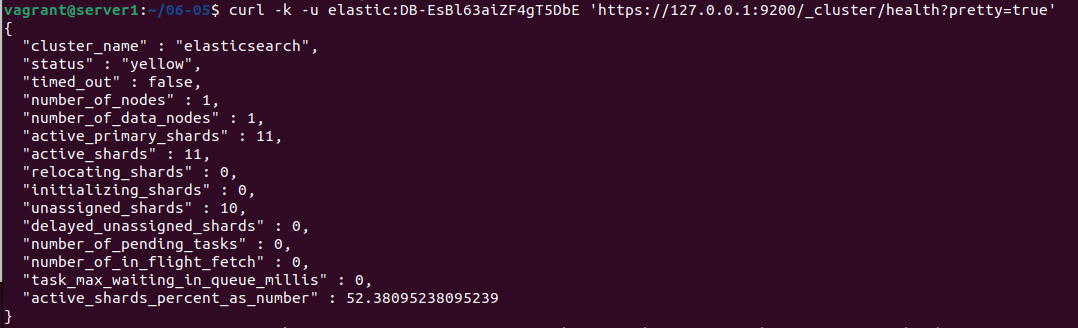 vagrant@server1:~/06-05$ curl -k -u elastic:DB-EsBl63aiZF4gT5DbE 'https://127.0.0.1:9200/_cluster/health?pretty=true'
{
  "cluster_name" : "elasticsearch",
  "status" : "yellow",
  "timed_out" : false,
  "number_of_nodes" : 1,
  "number_of_data_nodes" : 1,
  "active_primary_shards" : 11,
  "active_shards" : 11,
  "relocating_shards" : 0,
  "initializing_shards" : 0,
  "unassigned_shards" : 10,
  "delayed_unassigned_shards" : 0,
  "number_of_pending_tasks" : 0,
  "number_of_in_flight_fetch" : 0,
  "task_max_waiting_in_queue_millis" : 0,
  "active_shards_percent_as_number" : 52.38095238095239
}